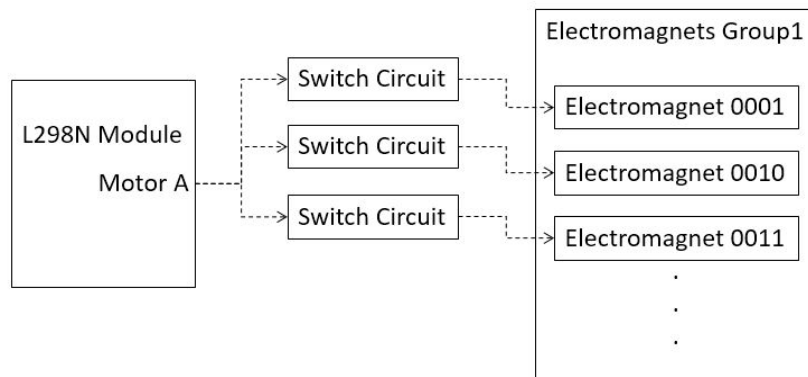 Electromagnets Group1
L298N Module
Motor A
Switch Circuit
Switch Circuit
Switch Circuit
Electromagnet 0001
Electromagnet 0010
Electromagnet 0011
.
.
.